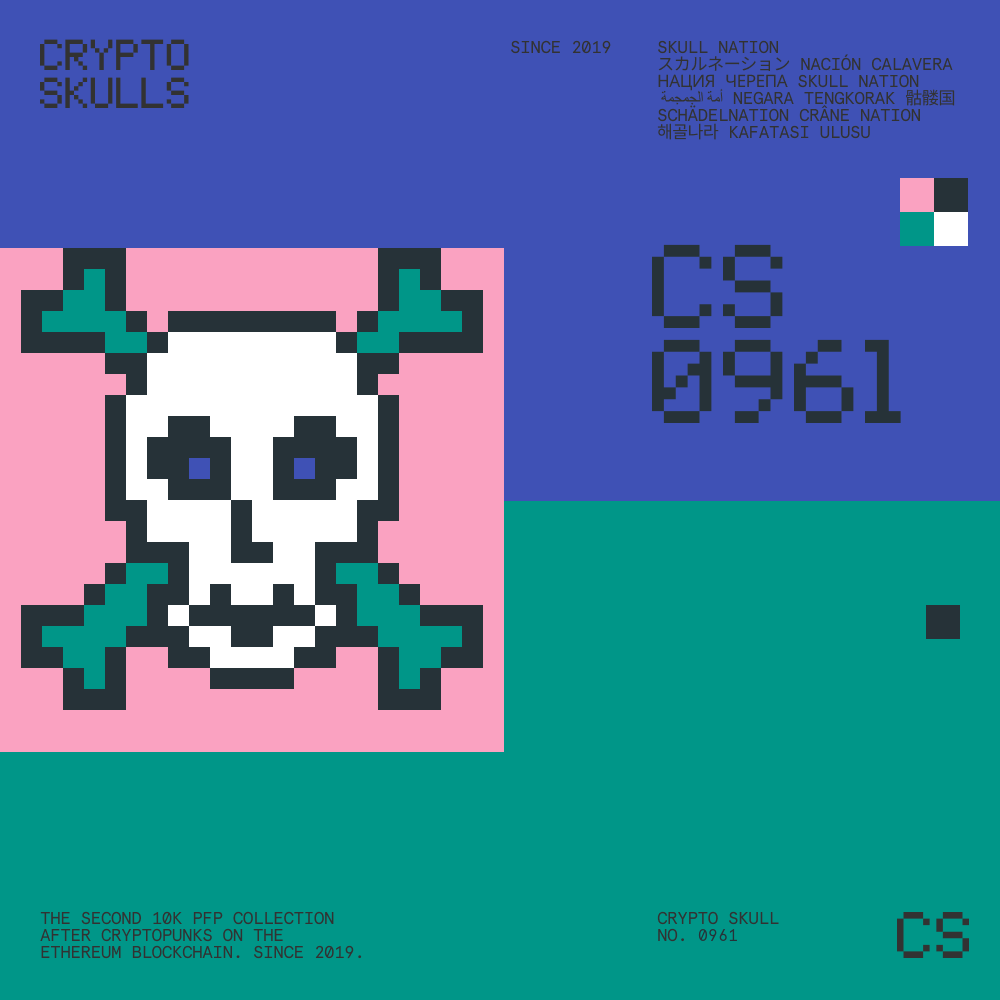 CRYPTO
SKULLS
SINCE 2019
SKULL NATION
スカルネーション NACIÓN CALAVERA
НАЦИЯ ЧЕРЕПА SKULL NATION
أمة الجمجمة NEGARA TENGKORAK 骷髅国
SCHÄDELNATION CRÂNE NATION
해골나라 KAFATASI ULUSU
CS
0961
THE SECOND 10K PFP COLLECTION
AFTER CRYPTOPUNKS ON THE
ETHEREUM BLOCKCHAIN. SINCE 2019.
CRYPTO SKULL
NO. 0961
CS